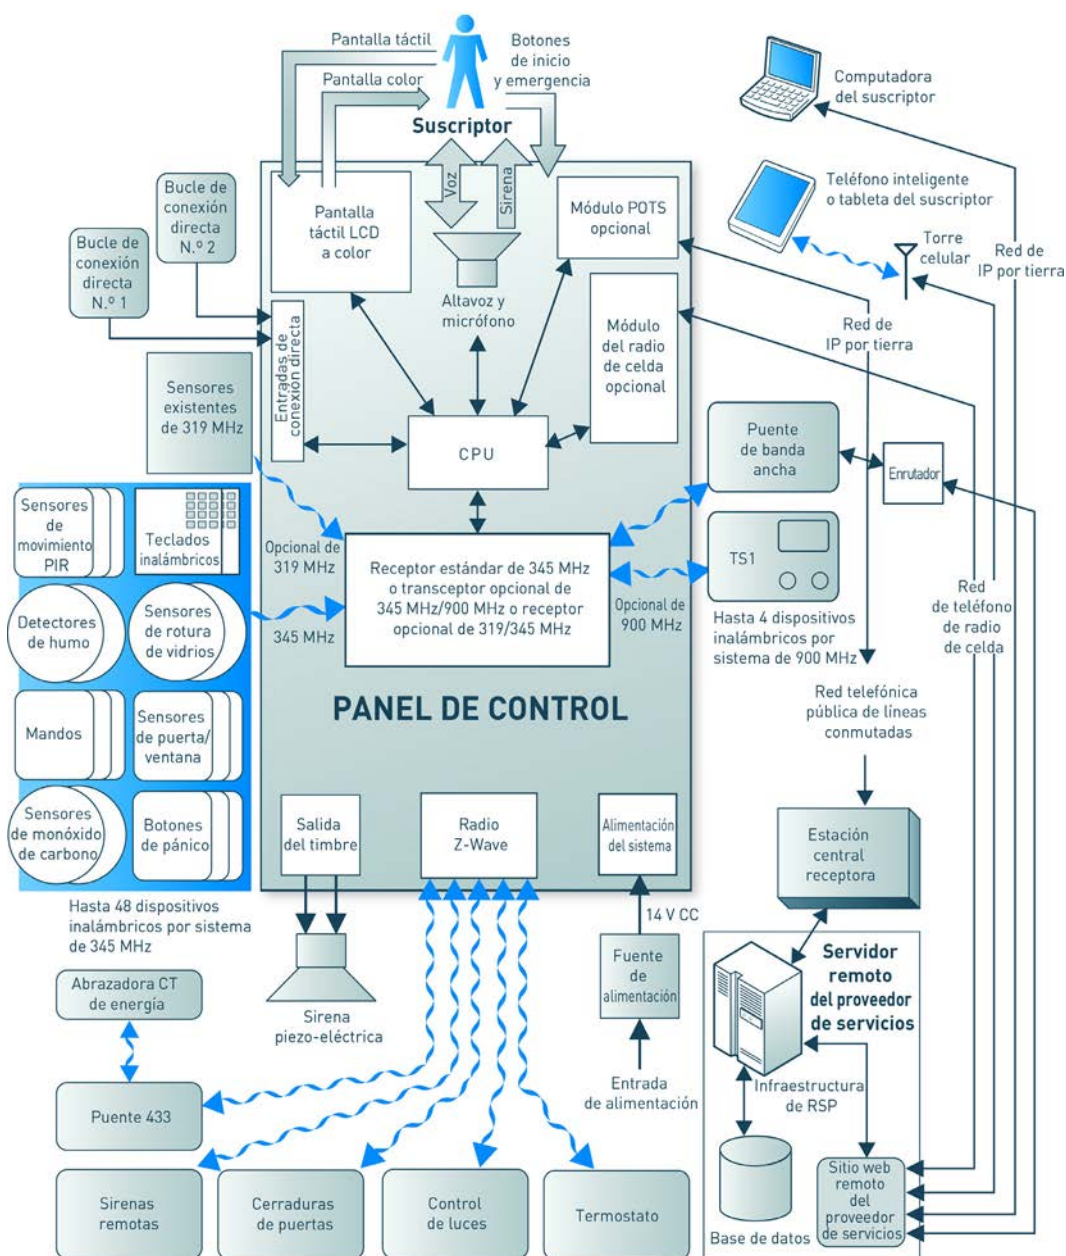 Pantalla táctil
Pantalla color
Botones
de inicio
y emergencia
Suscriptor
Voz
Sirena
Computadora
del suscriptor
Teléfono inteligente
o tableta del suscriptor
Torre
celular
Red de
IP por tierra
Bucle de
conexión
directa
N.º 2
Bucle de
conexión
directa
N.º 1
Pantalla
táctil LCD
a color
Altavoz y
micrófono
Módulo POTS
opcional
Módulo
del radio
de celda
opcional
Red de
IP por tierra
Entradas de
conexión directa
CPU
Sensores
existentes
de 319 MHz
Puente
de banda
ancha
Enrutador
TS1
Hasta 4 dispositivos
inalámbricos por
sistema de 900 MHz
Red
de teléfono
de radio
de celda
Sensores
de
movimiento
PIR
Teclados
inalámbricos
Detectores
de humo
Sensores
de rotura
de vidrios
Mandos
Sensores
de puerta/
ventana
Sensores
de monóxido
de carbono
Botones
de pánico
Hasta 48 dispositivos
inalámbricos por sistema
de 345 MHz
Opcional de
319 MHz
345 MHz
Receptor estándar de 345 MHz
o transceptor opcional de
345 MHz/900 MHz o receptor
opcional de 319/345 MHz
Opcional de
900 MHz
PANEL DE CONTROL
Red telefónica
pública de líneas
conmutadas
Salida
del timbre
Radio
Z-Wave
Alimentación
del sistema
14 V CC
Fuente
de
alimentación
Entrada
de alimentación
Sirena
piezo-eléctrica
Estación
central
receptora
Servidor
remoto
del proveedor
de servicios
Infraestructura
de RSP
Base de datos
Sitio web
remoto
del
proveedor
de servicios
Abrazadora CT
de energía
Puente 433
Sirenas
remotas
Cerraduras
de puertas
Control
de luces
Termostato